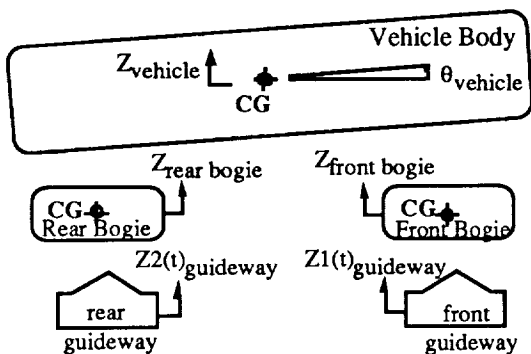 Vehicle Body
Zvehicle
θvehicle
CG
Zrear bogie
Zfront bogie
CG
Rear Bogie
CG
Front Bogie
Z2(t)guideway
Z1(t)guideway
rear
guideway
front
guideway